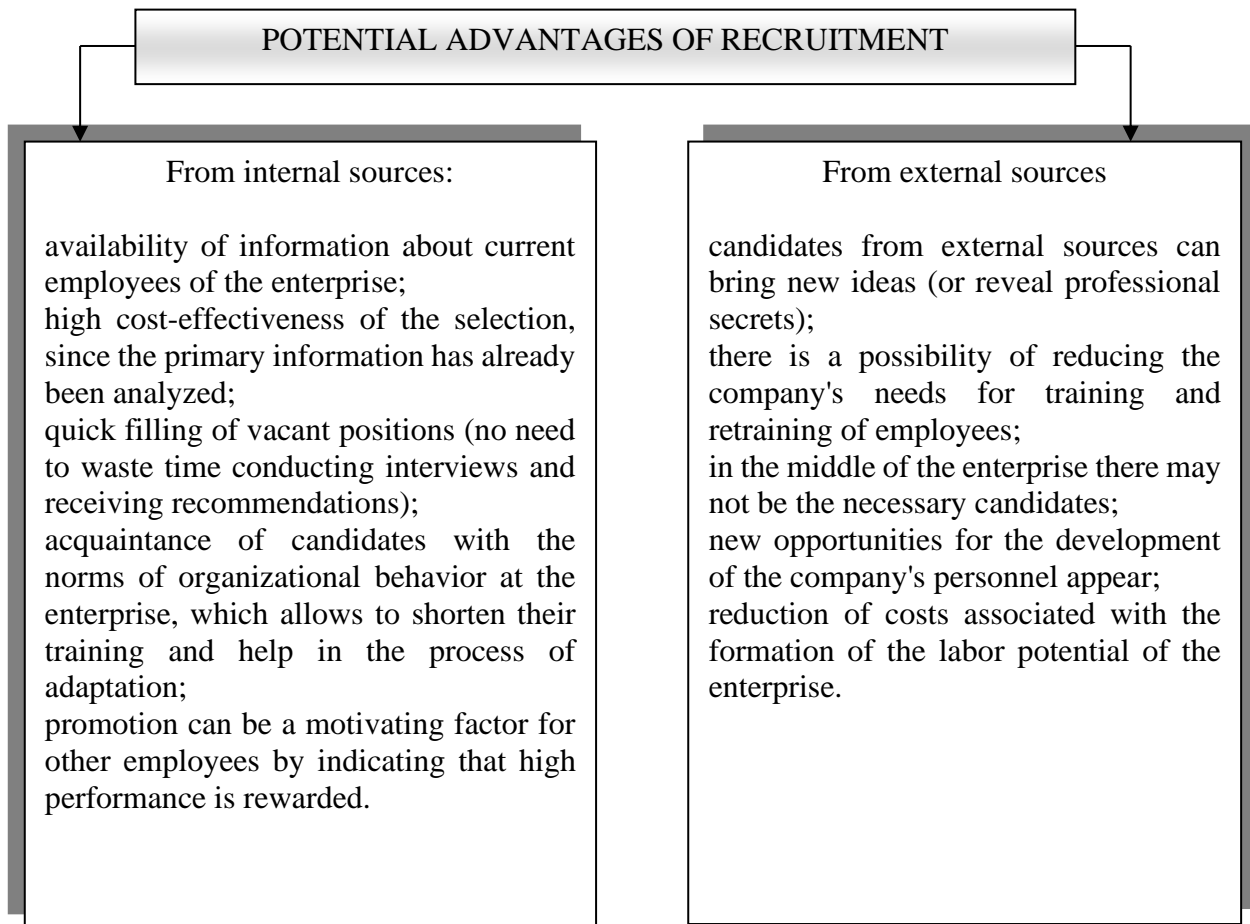 POTENTIAL ADVANTAGES OF RECRUITMENT
From internal sources:
availability of information about current
employees of the enterprise;
high cost-effectiveness of the selection,
since the primary information has already
been analyzed;
quick filling of vacant positions (no need
to waste time conducting interviews and
receiving recommendations);
acquaintance of candidates with the
norms of organizational behavior at the
enterprise, which allows to shorten their
training and help in the process of
adaptation;
promotion can be a motivating factor for
other employees by indicating that high
performance is rewarded.
From external sources
candidates from external sources can
bring new ideas (or reveal professional
secrets);
there is a possibility of reducing the
company's needs for training and
retraining of employees;
in the middle of the enterprise there may
not be the necessary candidates;
new opportunities for the development
of the company's personnel appear;
reduction of costs associated with the
formation of the labor potential of the
enterprise.